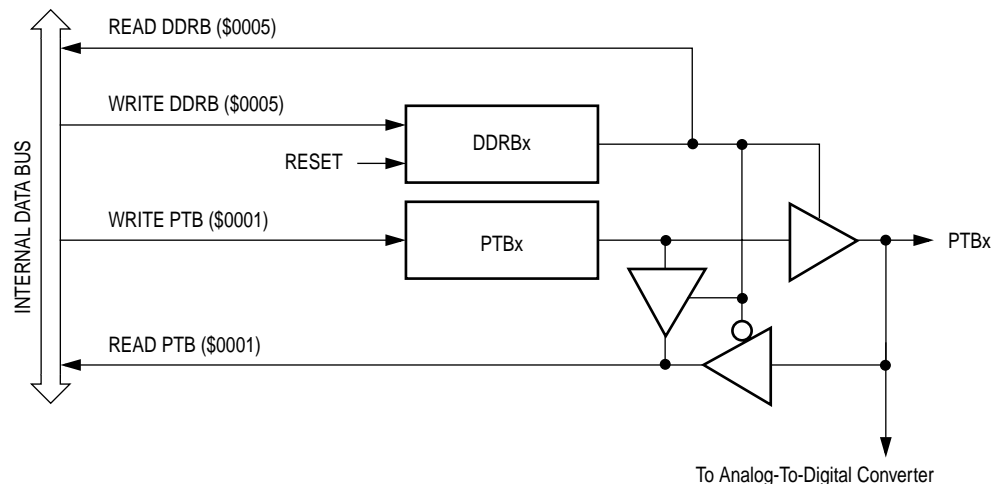 READ DDRB ($0005)
WRITE DDRB ($0005)
DDRBx
RESET
INTERNAL DATA BUS
WRITE PTB ($0001)
PTBx
PTBx
READ PTB ($0001)
To Analog-To-Digital Converter